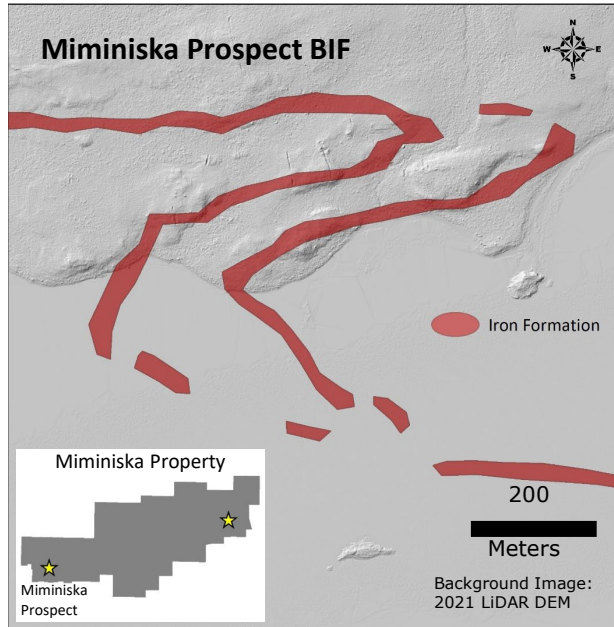 Miminiska Prospect BIF
N
W E
S
Iron Formation
Miminiska Property
Miminiska
Prospect
200
Meters
Background Image:
2021 LiDAR DEM